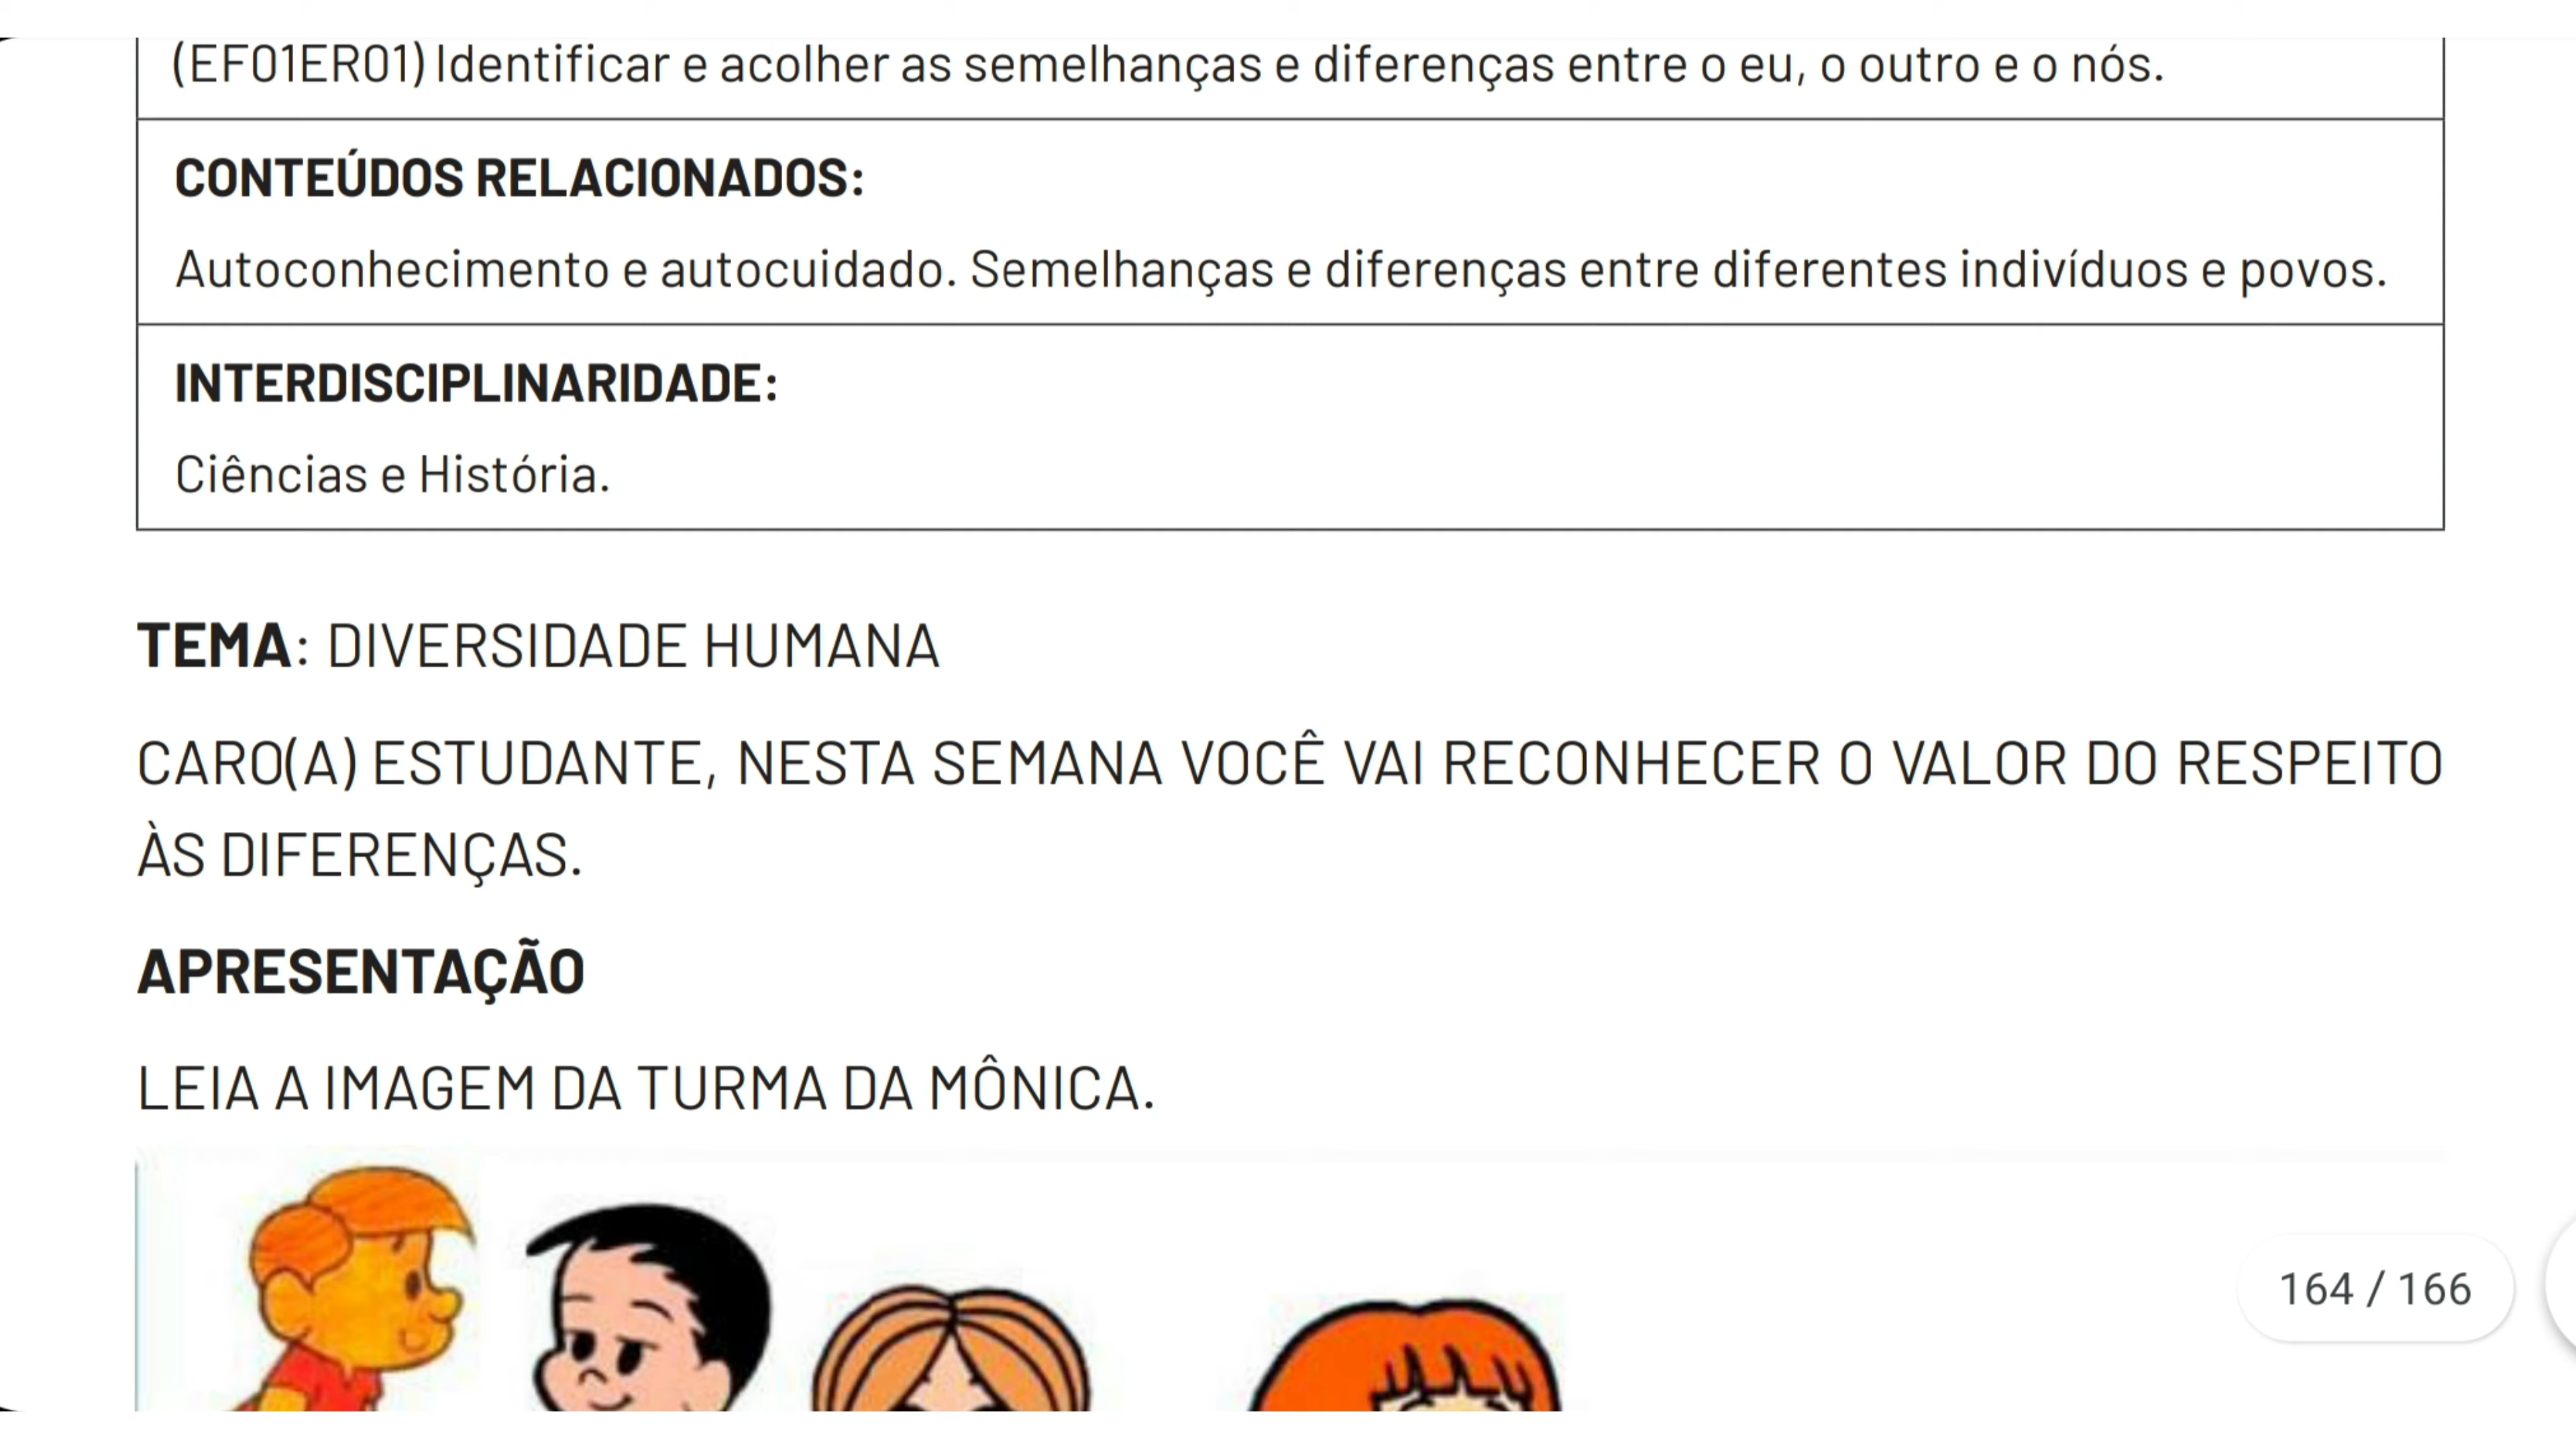 (EF01ER01) Identificar e acolher as semelhanças e diferenças entre o eu, o outro e o nós.
CONTEÚDOS RELACIONADOS:
Autoconhecimento e autocuidado. Semelhanças e diferenças entre diferentes indivíduos e povos.
INTERDISCIPLINARIDADE:
Ciências e História.
TEMA: DIVERSIDADE HUMANA
CARO(A) ESTUDANTE, NESTA SEMANA VOCÊ VAI RECONHECER O VALOR DO RESPEITO
ÀS DIFERENÇAS.
APRESENTAÇÃO
LEIA A IMAGEM DA TURMA DA MÔNICA.
164 / 166